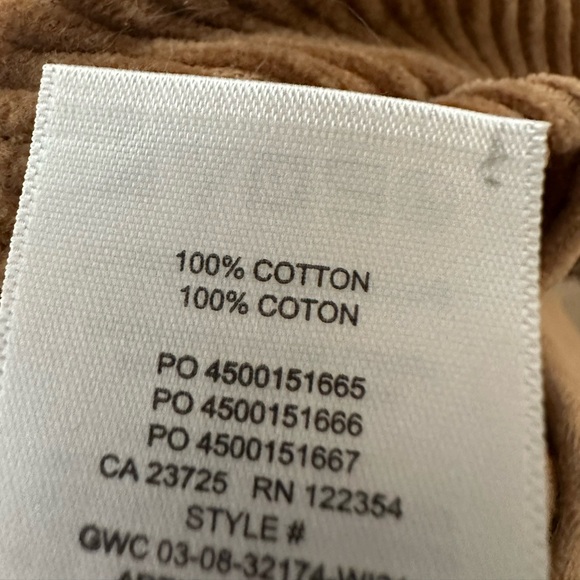 100% COTTON
100% COTON
PO 4500151665
PO 4500151666
PO 4500151667
CA 23725 RN 122354
STYLE #
GWC 03-08-32174-WIS